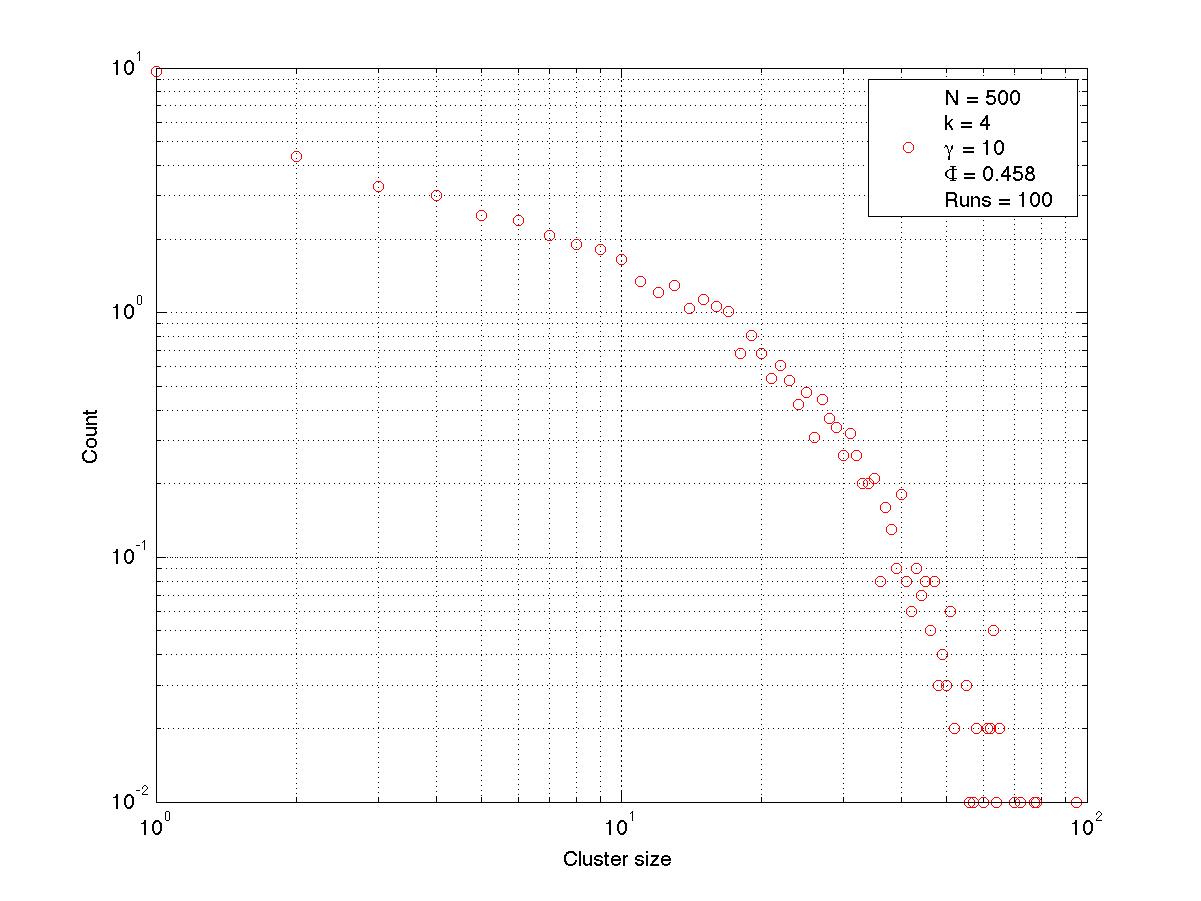 10^1
10^0
10^-1
10^-2
Count
N = 500
k = 4
γ = 10
Φ = 0.458
Runs = 100
10^0
10^1
10^2
Cluster size